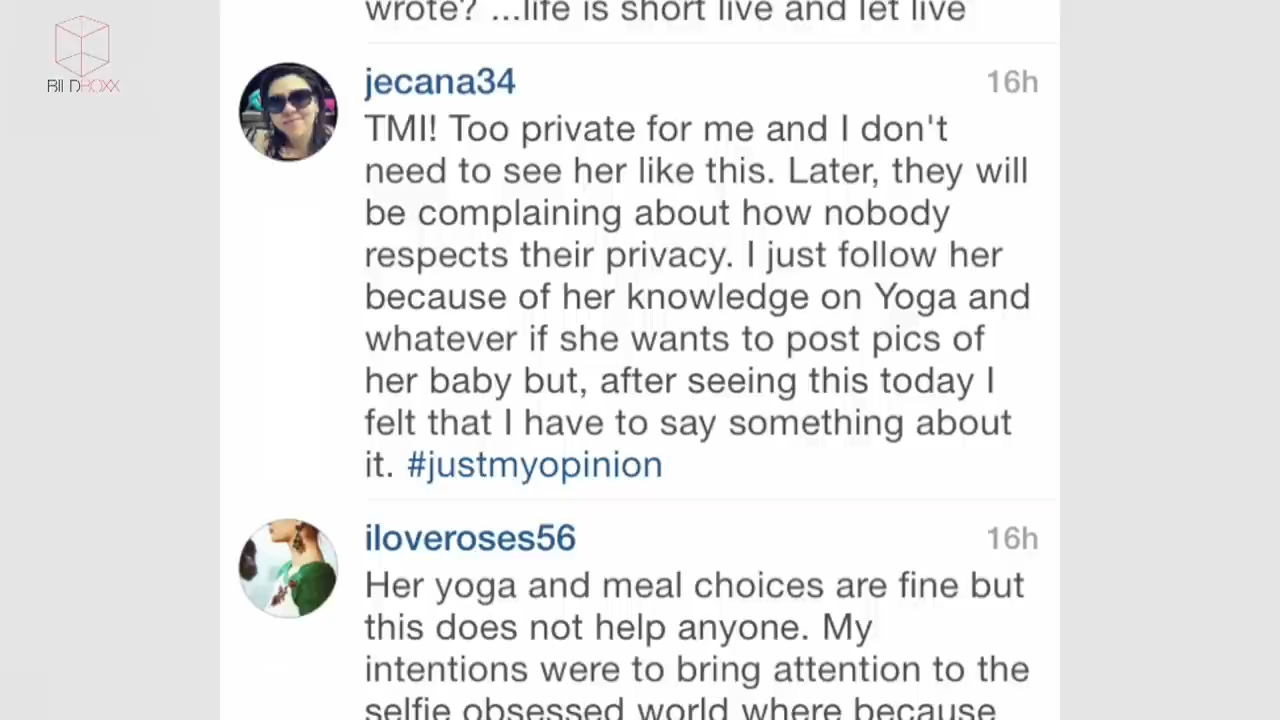 BILDBOXX
wrote? ...life is short live and let live
jecana34
16h
TMI! Too private for me and I don't
need to see her like this. Later, they will
be complaining about how nobody
respects their privacy. I just follow her
because of her knowledge on Yoga and
whatever if she wants to post pics of
her baby but, after seeing this today I
felt that I have to say something about
it. #justmyopinion
iloveroses56
16h
Her yoga and meal choices are fine but
this does not help anyone. My
intentions were to bring attention to the
selfie obsessed world where because